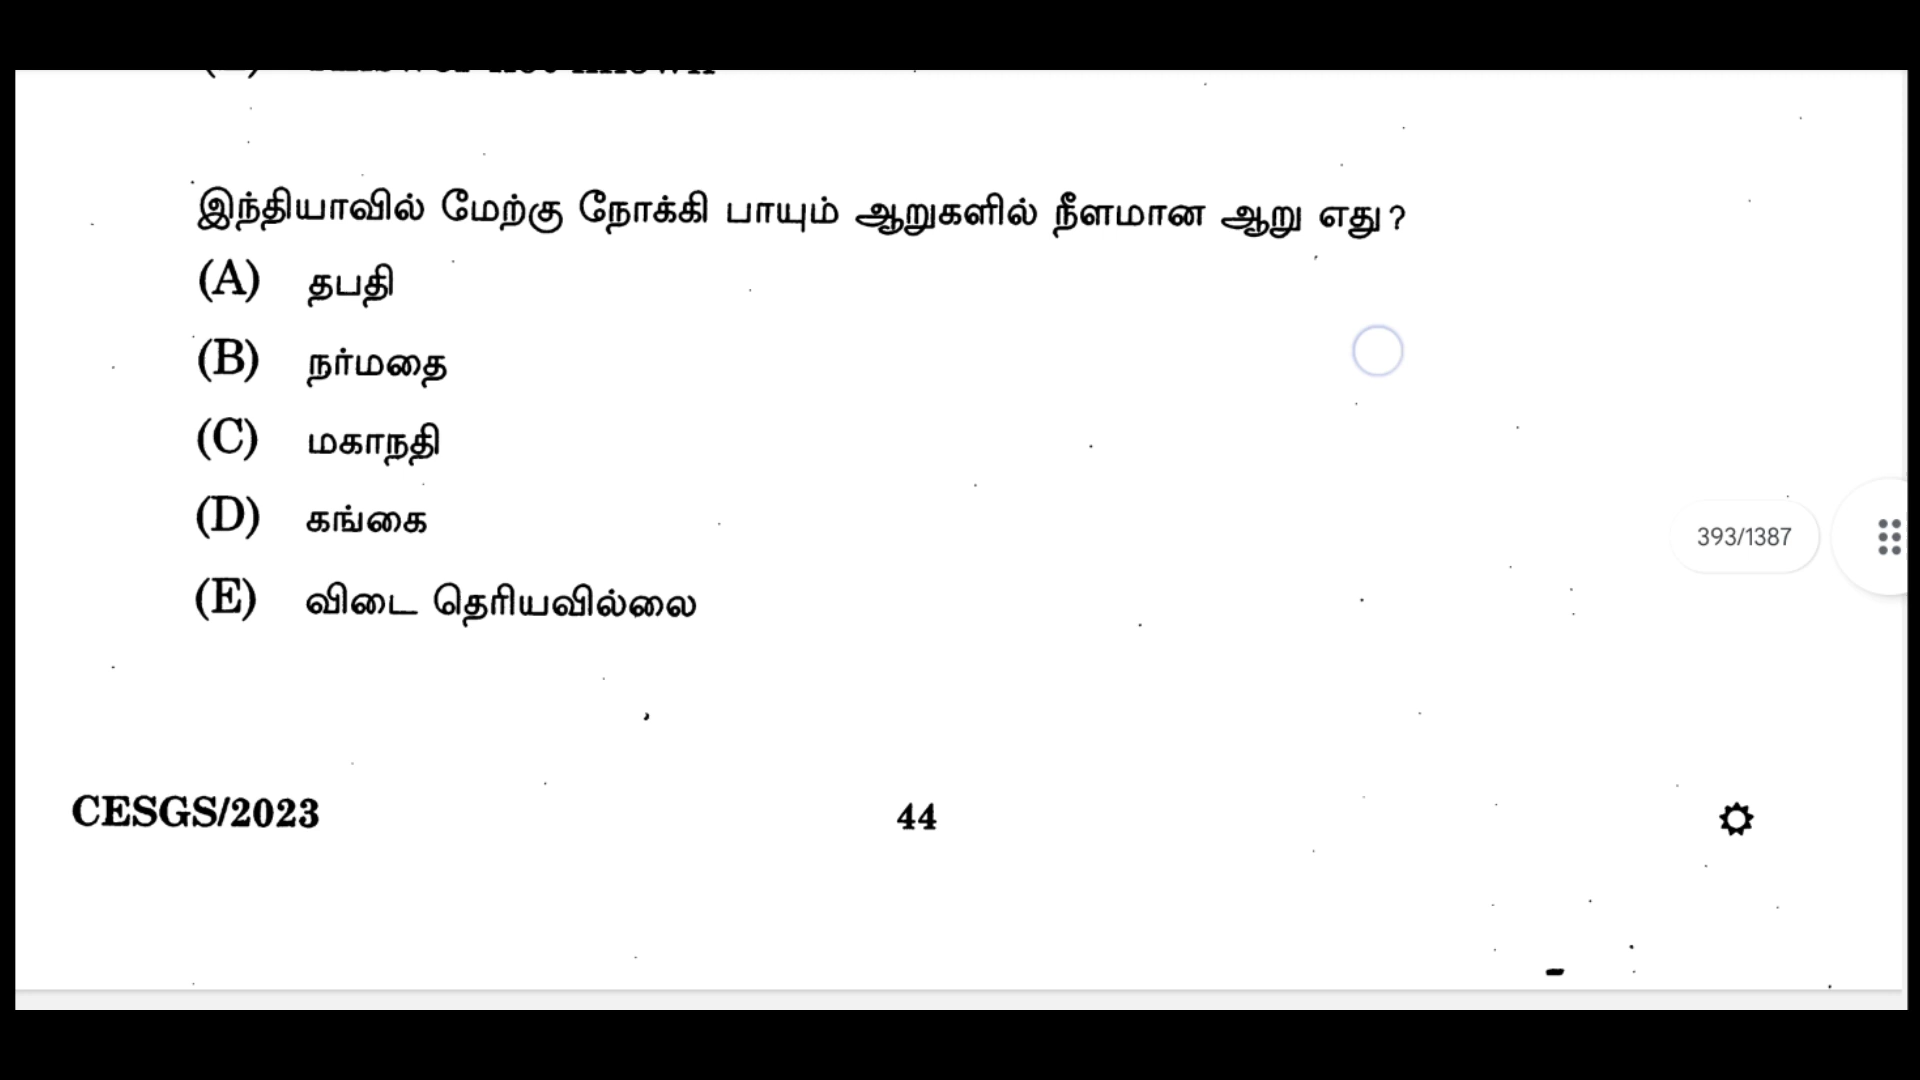 இந்தியாவில் மேற்கு நோக்கி பாயும் ஆறுகளில் நீளமான ஆறு எது?
(A) தபதி
(B) நர்மதை
(C) மகாநதி
(D) கங்கை
(E) விடை தெரியவில்லை
393/1387
CESGS/2023 44